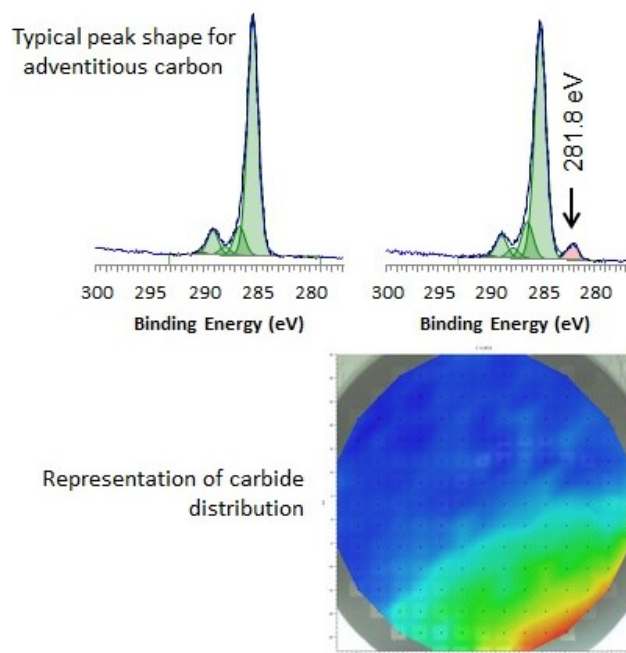 Typical peak shape for
adventitious carbon
281.8 eV
300 295 290 285 280
Binding Energy (eV)
300 295 290 285 280
Binding Energy (eV)
Representation of carbide
distribution